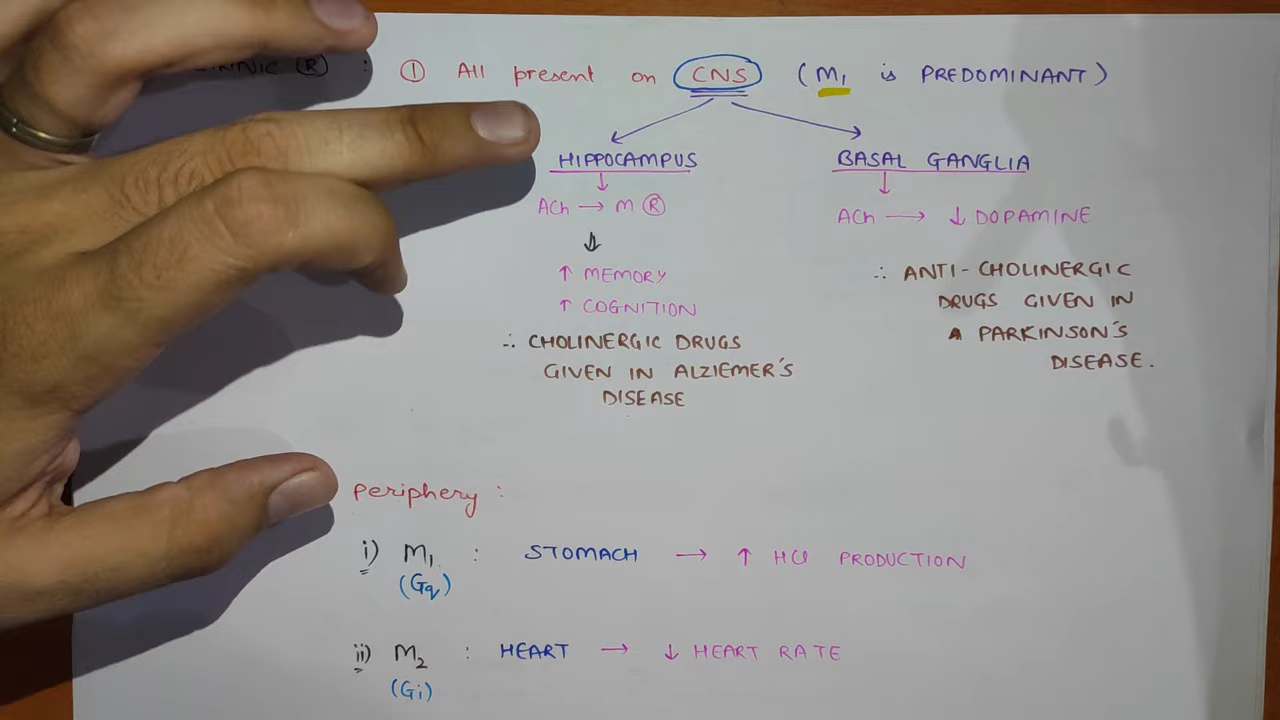 Ⓡ : ① All present on CNS (M₁ is PREDOMINANT)
HIPPOCAMPUS
ACh → M Ⓡ
↓
↑ MEMORY
↑ COGNITION
∴ CHOLINERGIC DRUGS
GIVEN IN ALZIEMER'S
DISEASE
BASAL GANGLIA
ACh → ↓ DOPAMINE
∴ ANTI-CHOLINERGIC
DRUGS GIVEN IN
PARKINSON'S
DISEASE.
Periphery :
i) M₁ : STOMACH → ↑ HCl PRODUCTION
(Gq)
ii) M₂ : HEART → ↓ HEART RATE
(Gi)